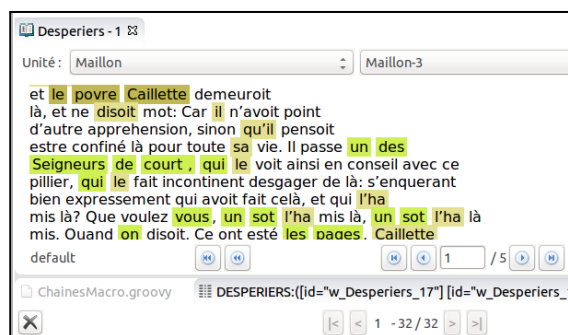 Desperiers - 1
Unité : Maillon Maillon-3
et le povre Caillette demeuroit
là, et ne disoit mot: Car il n’avoit point
d’autre apprehension, sinon qu’il pensoit
estre confiné là pour toute sa vie. Il passe un des
Seigneurs de court , qui le voit ainsi en conseil avec ce
pillier, qui le fait incontinent desgager de là: s’enquerant
bien expressement qui avoit fait celà, et qui l’ha
mis là? Que voulez vous, un sot l’ha mis là, un sot l’ha là
mis. Quand on disoit. Ce ont esté les pages. Caillette
default 1 / 5
ChainesMacro.groovy DESPERIERS:([id="w_Desperiers_17"] [id="w_Desperiers_1
1 - 32 / 32